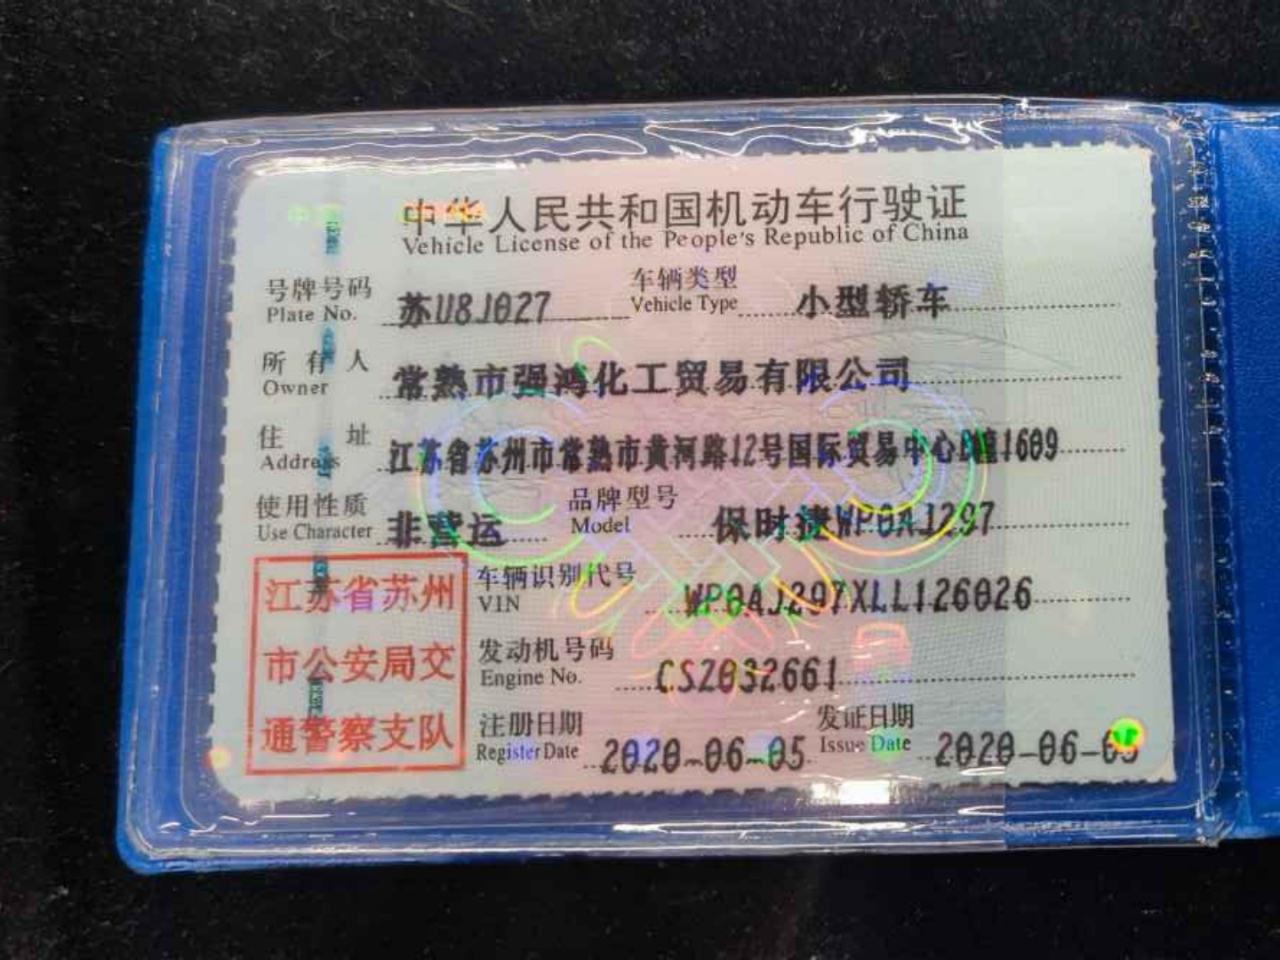 中华人民共和国机动车行驶证
Vehicle License of the People's Republic of China
号牌号码 苏U8J027 车辆类型 小型轿车
Plate No. Vehicle Type
所有人 常熟市强鸿化工贸易有限公司
Owner
住址 江苏省苏州市常熟市黄河路12号国际贸易中心B幢1609
Address
使用性质 非营运 品牌型号 保时捷WP0AJ297
Use Character Model
江苏省苏州
市公安局交
通警察支队
车辆识别代号 WP0AJ297XLL126026
VIN
发动机号码 CSZ032661
Engine No.
注册日期 2020-06-05 发证日期 2020-06-05
Register Date Issue Date